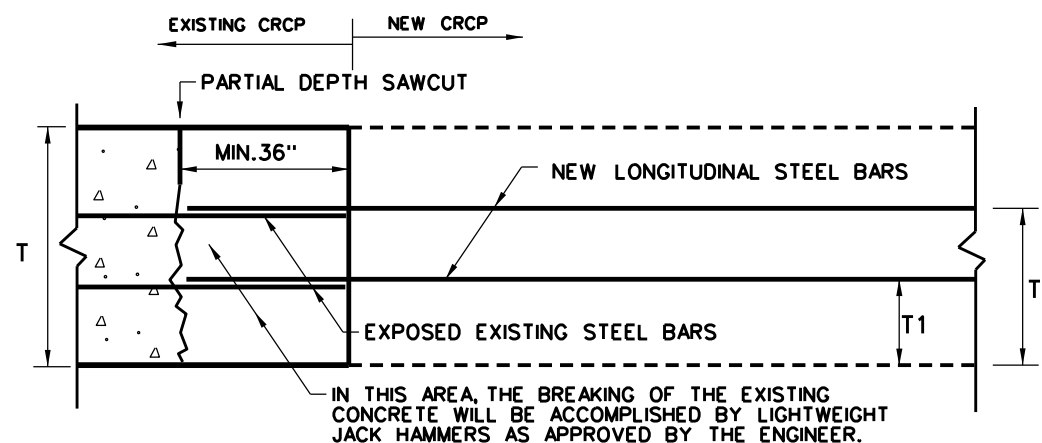 EXISTING CRCP
NEW CRCP
PARTIAL DEPTH SAWCUT
MIN.36"
NEW LONGITUDINAL STEEL BARS
T
T
T1
EXPOSED EXISTING STEEL BARS
IN THIS AREA, THE BREAKING OF THE EXISTING
CONCRETE WILL BE ACCOMPLISHED BY LIGHTWEIGHT
JACK HAMMERS AS APPROVED BY THE ENGINEER.